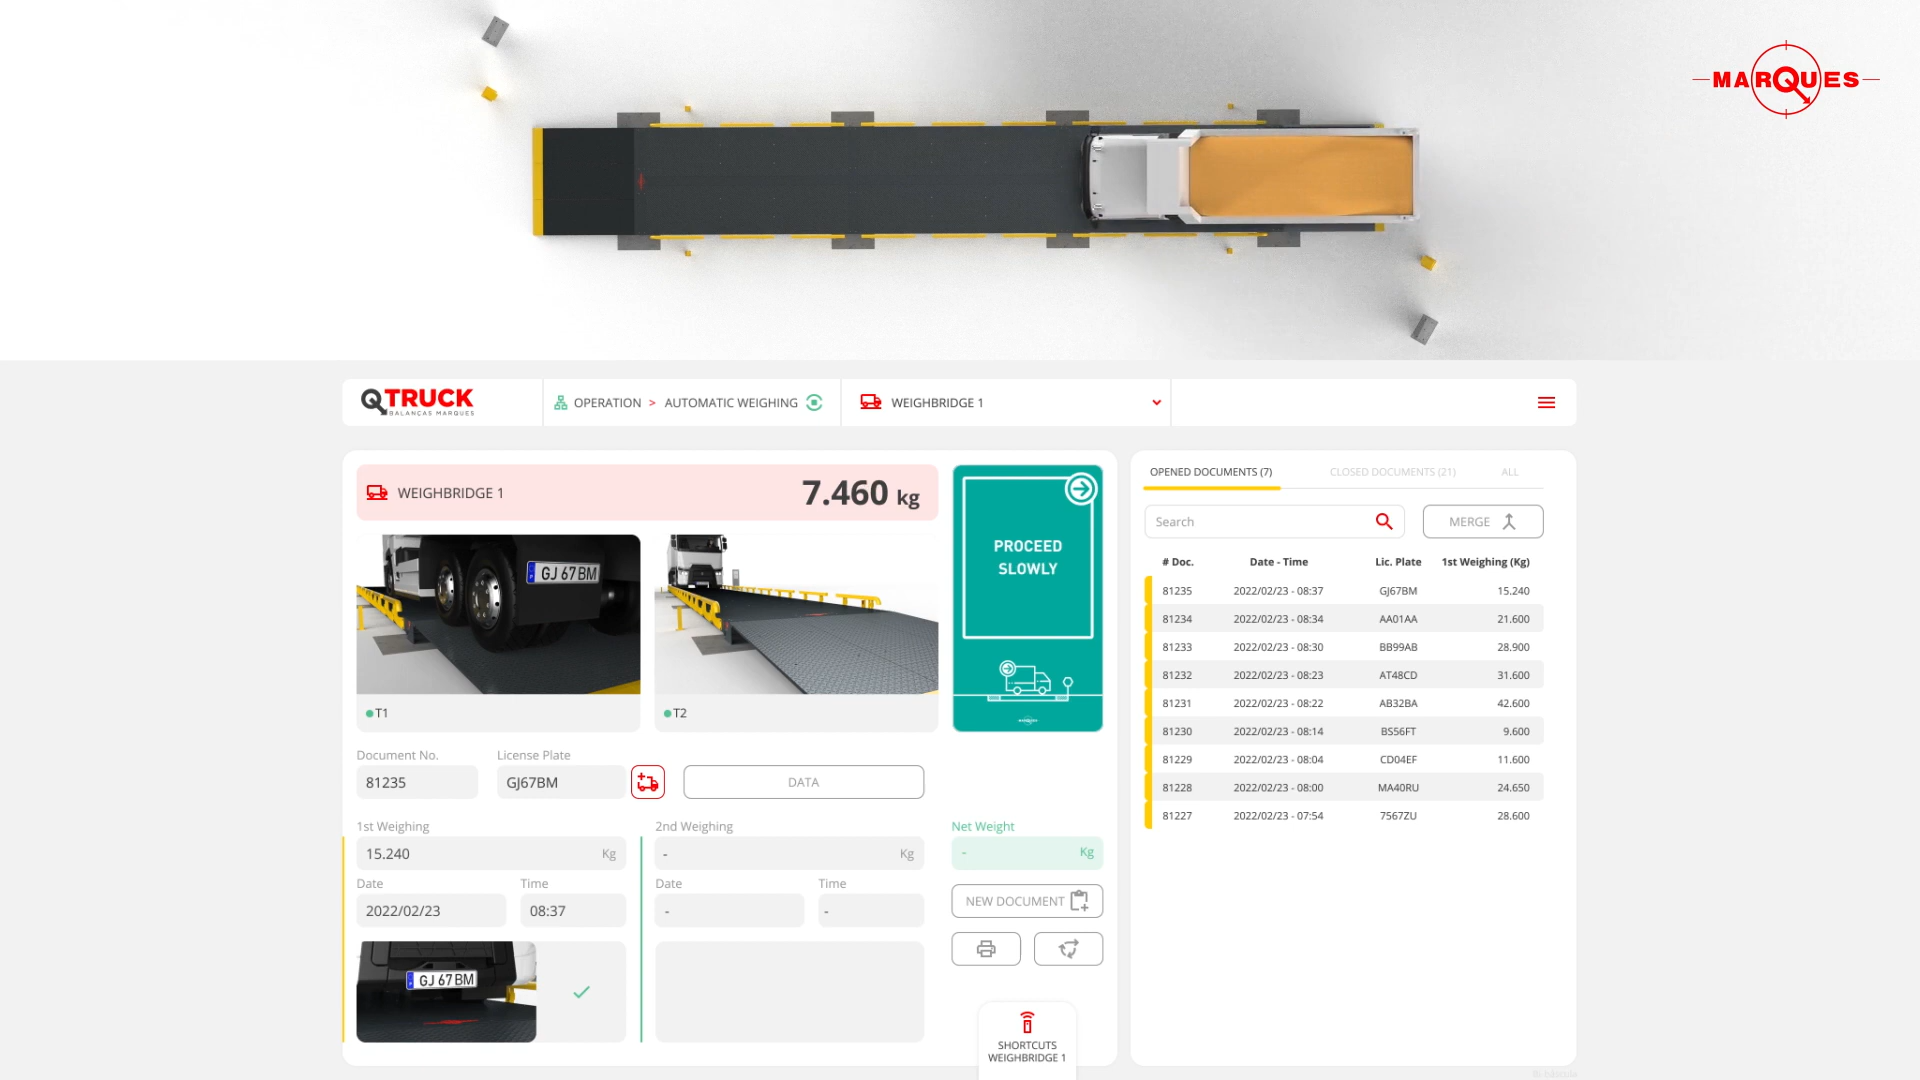 MARQUES
QTRUCK
BALANÇAS MARQUES
OPERATION > AUTOMATIC WEIGHING
WEIGHBRIDGE 1
WEIGHBRIDGE 1
7.460 kg
GJ 67 BM
T1
T2
PROCEED
SLOWLY
MARQUES
Document No.
License Plate
81235
GJ67BM
DATA
1st Weighing
2nd Weighing
Net Weight
15.240 Kg
- Kg
- Kg
Date
Time
Date
Time
2022/02/23
08:37
-
-
NEW DOCUMENT
GJ 67 BM
SHORTCUTS
WEIGHBRIDGE 1
OPENED DOCUMENTS (7)
CLOSED DOCUMENTS (21)
ALL
Search
MERGE
# Doc. Date - Time Lic. Plate 1st Weighing (Kg)
81235 2022/02/23 - 08:37 GJ67BM 15.240
81234 2022/02/23 - 08:34 AA01AA 21.600
81233 2022/02/23 - 08:30 BB99AB 28.900
81232 2022/02/23 - 08:23 AT48CD 31.600
81231 2022/02/23 - 08:22 AB32BA 42.600
81230 2022/02/23 - 08:14 BS56FT 9.600
81229 2022/02/23 - 08:04 CD04EF 11.600
81228 2022/02/23 - 08:00 MA40RU 24.650
81227 2022/02/23 - 07:54 7567ZU 28.600